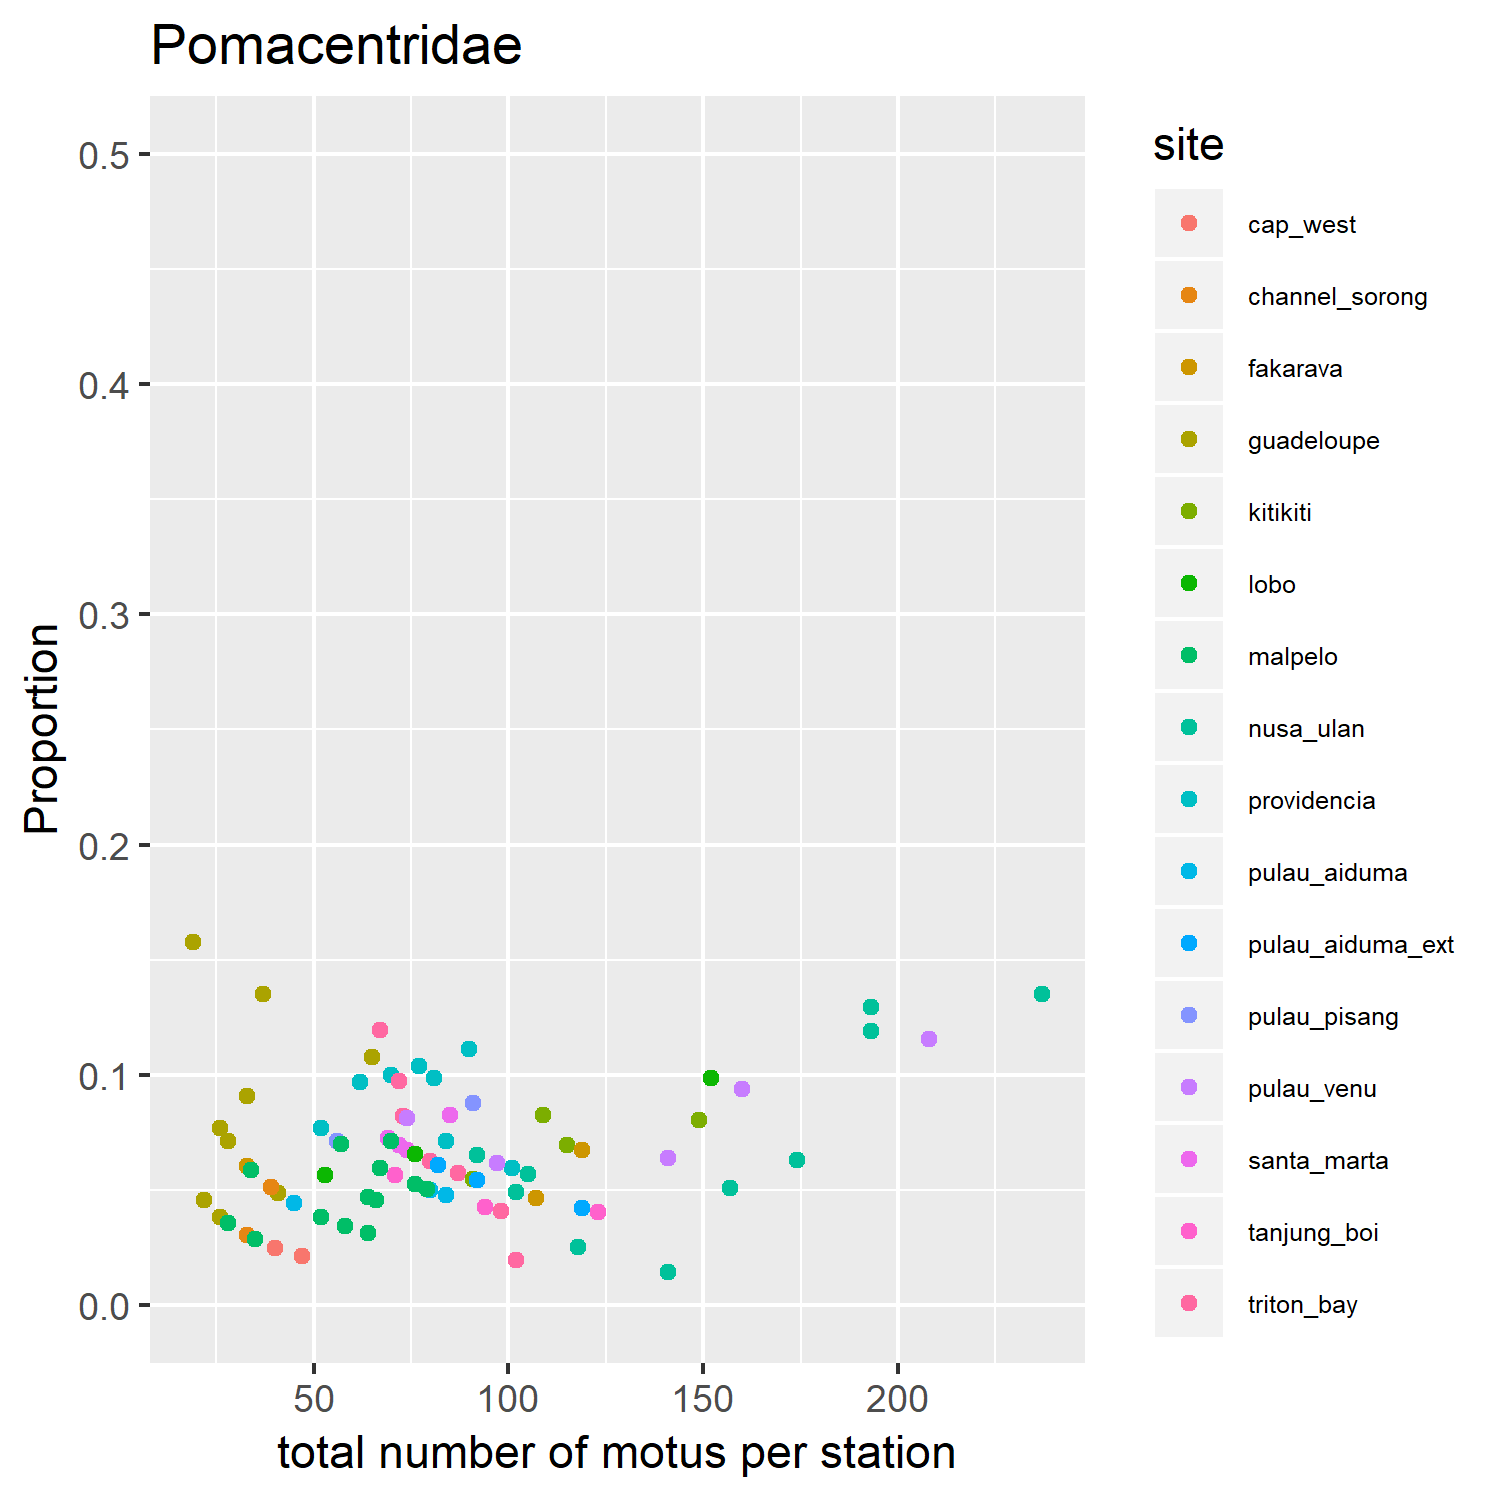 Pomacentridae
0.5
0.4
0.3
0.2
0.1
0.0
Proportion
50 100 150 200
total number of motus per station
site
cap_west
channel_sorong
fakarava
guadeloupe
kitikiti
lobo
malpelo
nusa_ulan
providencia
pulau_aiduma
pulau_aiduma_ext
pulau_pisang
pulau_venu
santa_marta
tanjung_boi
triton_bay